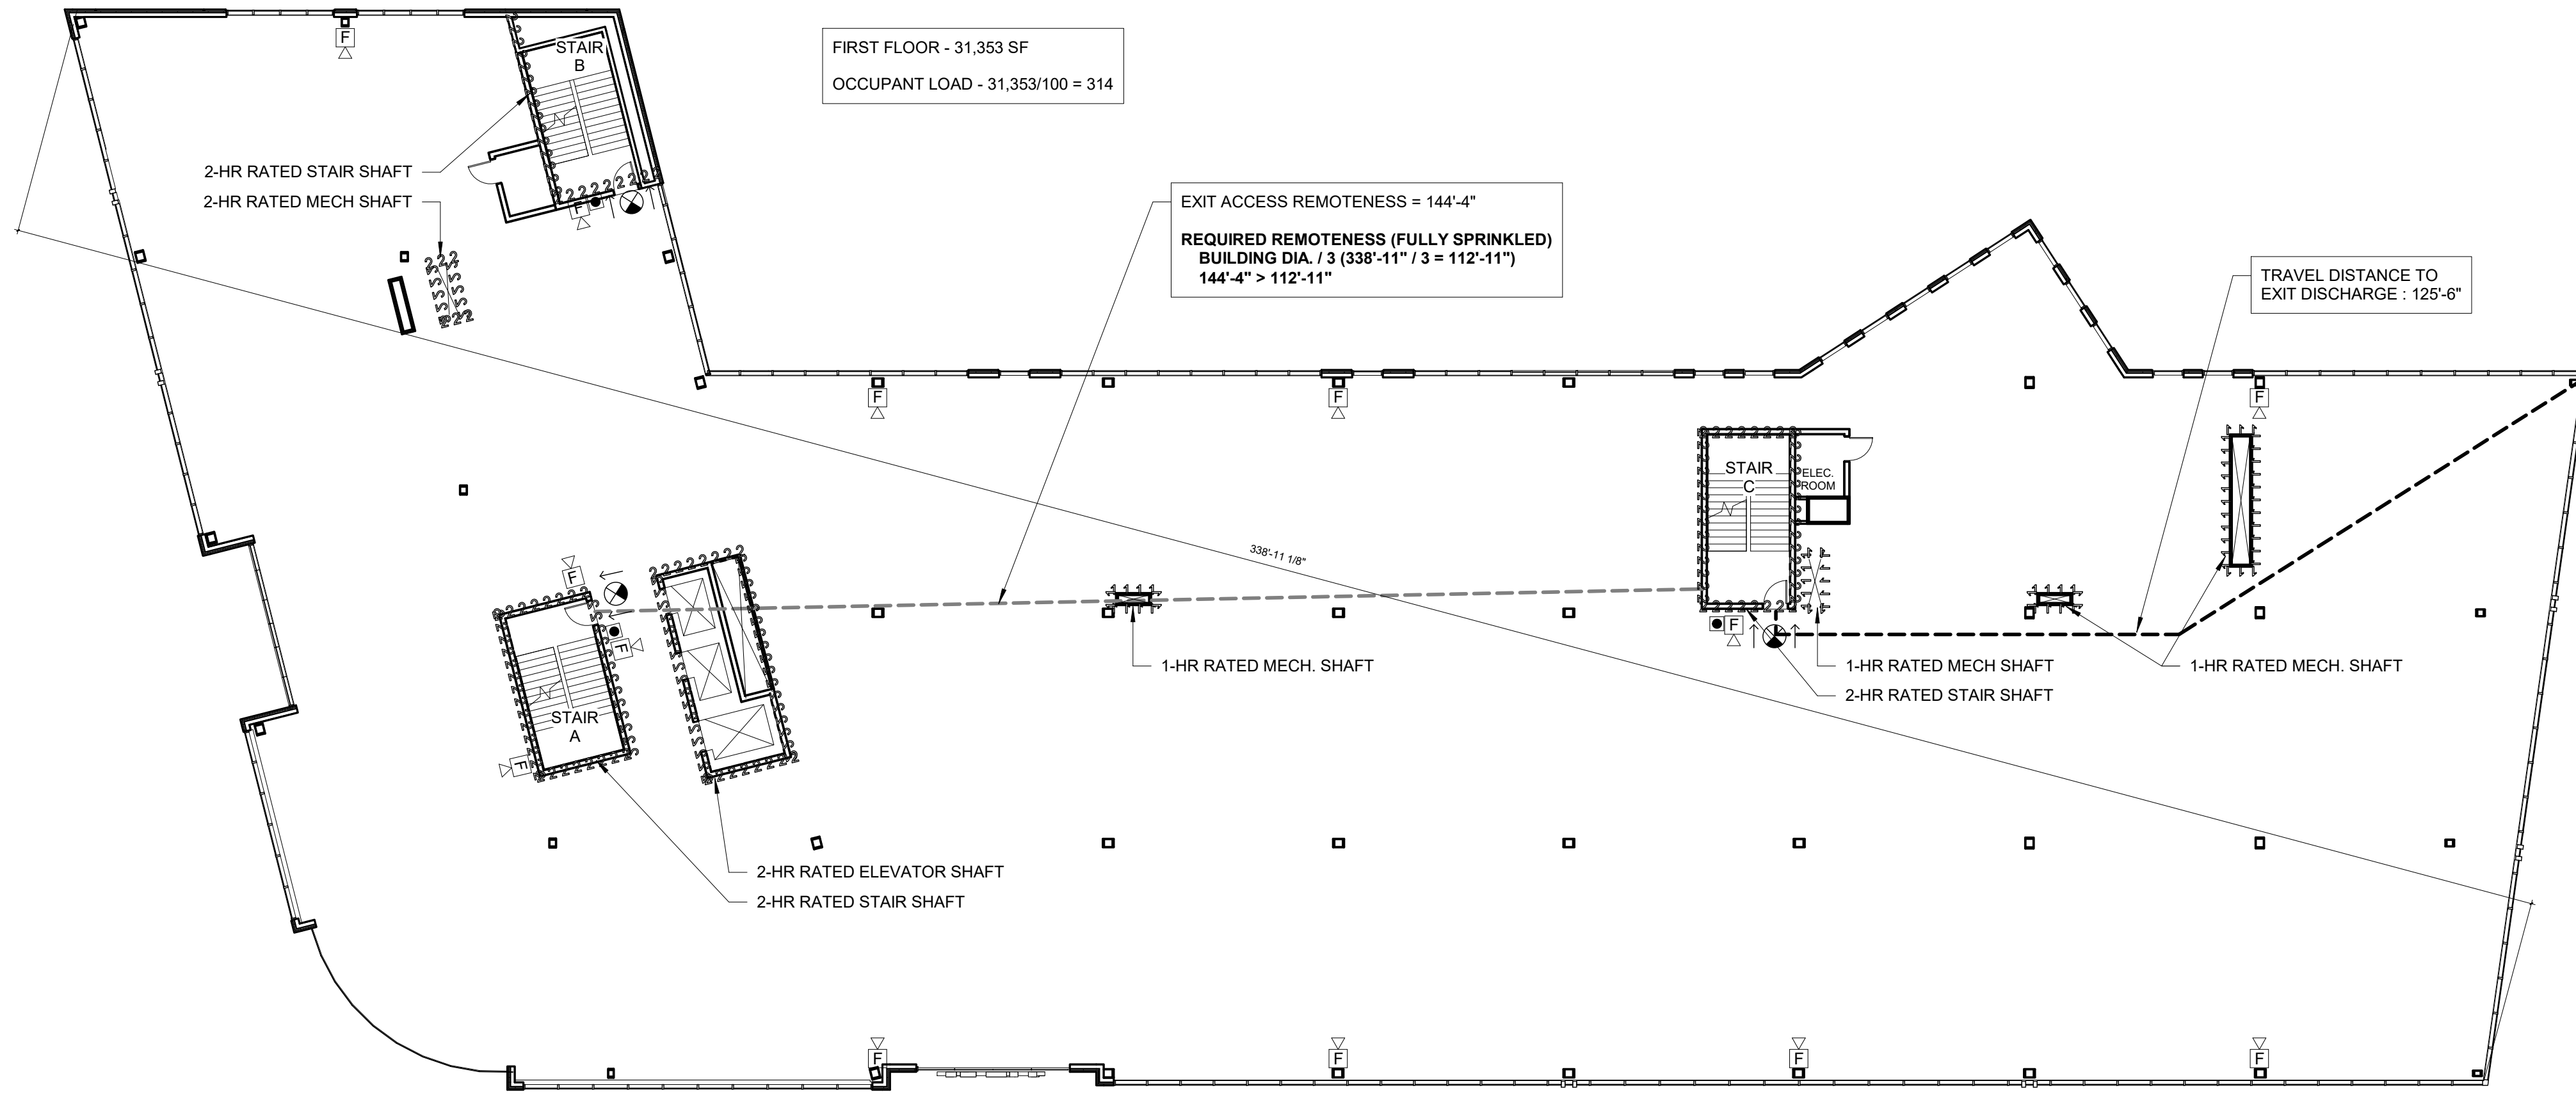 STAIR
B
F
FIRST FLOOR - 31,353 SF
OCCUPANT LOAD - 31,353/100 = 314
2-HR RATED STAIR SHAFT
2-HR RATED MECH SHAFT
F
EXIT ACCESS REMOTENESS = 144'-4"
REQUIRED REMOTENESS (FULLY SPRINKLED)
BUILDING DIA. / 3 (338'-11" / 3 = 112'-11")
144'-4" > 112'-11"
TRAVEL DISTANCE TO
EXIT DISCHARGE : 125'-6"
F
F
F
STAIR
C
ELEC.
ROOM
338'-11 1/8"
F
F
F
1-HR RATED MECH. SHAFT
1-HR RATED MECH SHAFT
2-HR RATED STAIR SHAFT
1-HR RATED MECH. SHAFT
STAIR
A
F
2-HR RATED ELEVATOR SHAFT
2-HR RATED STAIR SHAFT
F
F
F
F